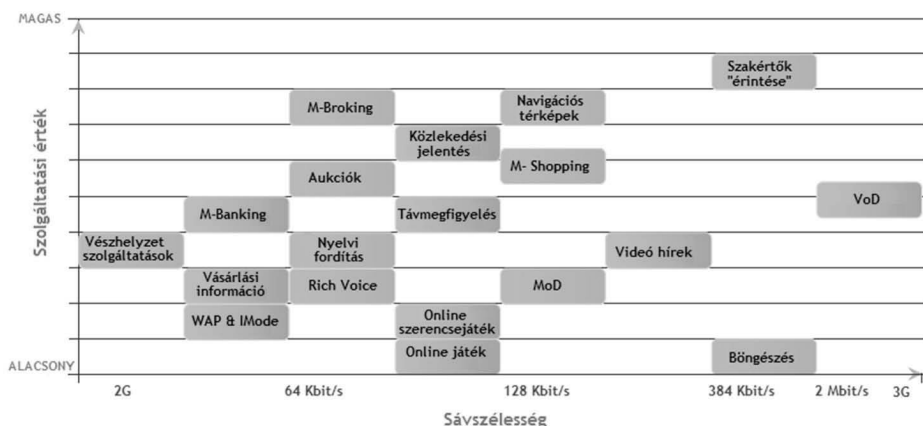 MAGAS
Szakértők
"érintése"
M-Broking
Navigációs
térképek
Közlekedési
jelentés
M- Shopping
Aukciók
VoD
M-Banking
Távmegfigyelés
Vészhelyzet
szolgáltatások
Nyelvi
fordítás
Videó hírek
Vásárlási
információ
Rich Voice
MoD
WAP & IMode
Online
szerencsejáték
Online játék
Böngészés
ALACSONY
Szolgáltatási érték
2G 64 Kbit/s 128 Kbit/s 384 Kbit/s 2 Mbit/s 3G
Sávszélesség